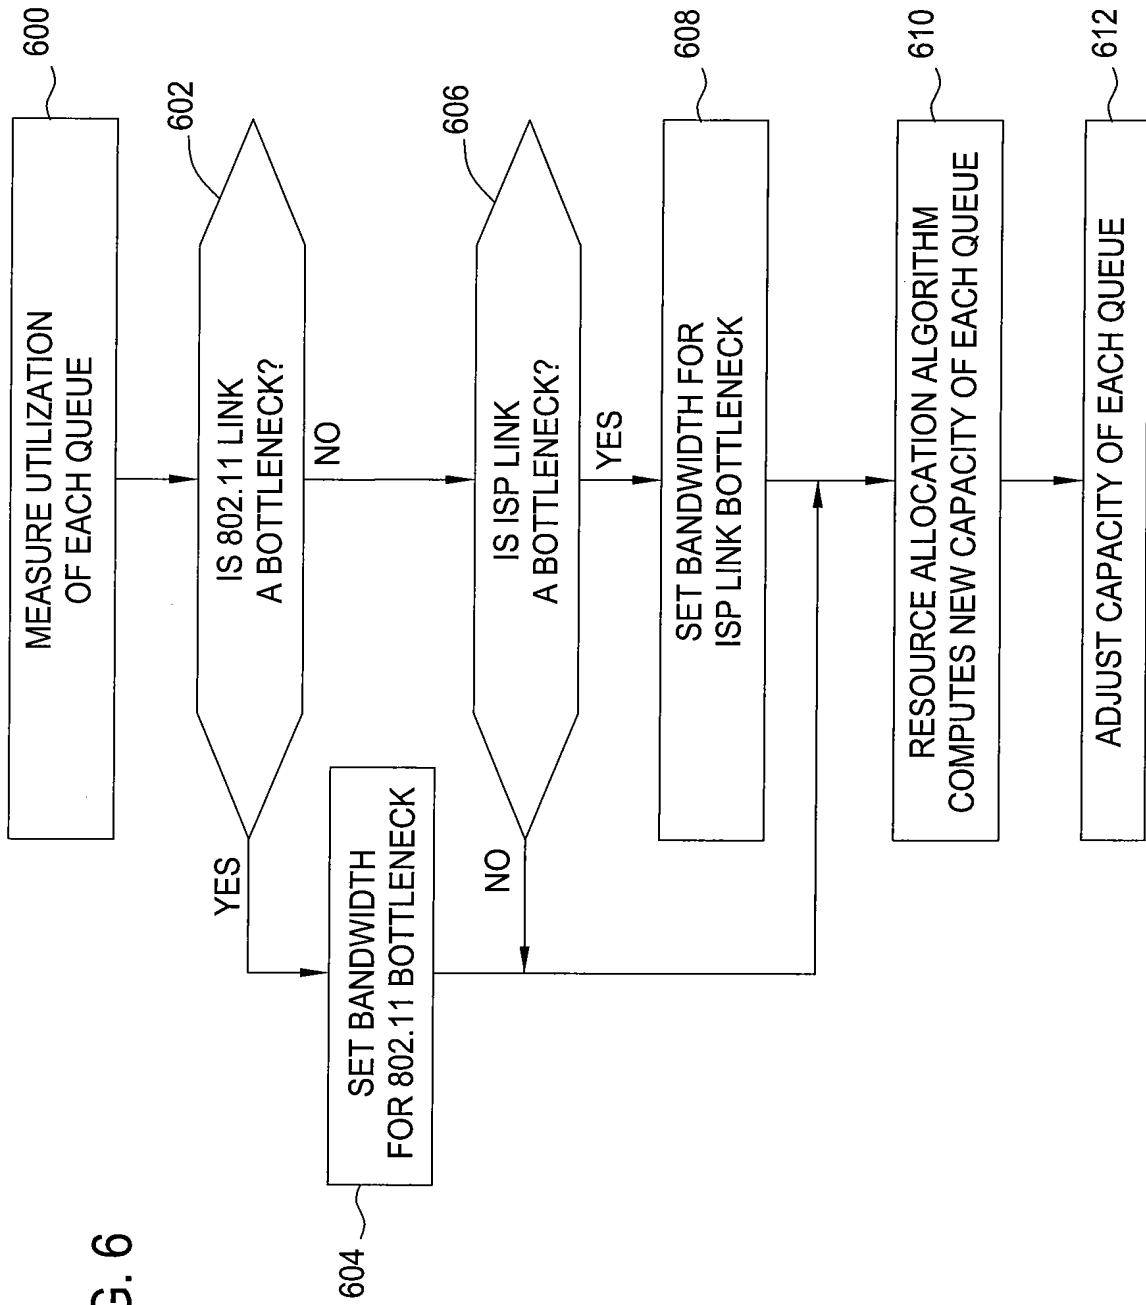 600
MEASURE UTILIZATION
OF EACH QUEUE
602
IS 802.11 LINK
A BOTTLENECK?
YES
NO
SET BANDWIDTH
FOR 802.11 BOTTLENECK
604
606
IS ISP LINK
A BOTTLENECK?
NO
YES
608
SET BANDWIDTH FOR
ISP LINK BOTTLENECK
610
RESOURCE ALLOCATION ALGORITHM
COMPUTES NEW CAPACITY OF EACH QUEUE
612
ADJUST CAPACITY OF EACH QUEUE
G. 6